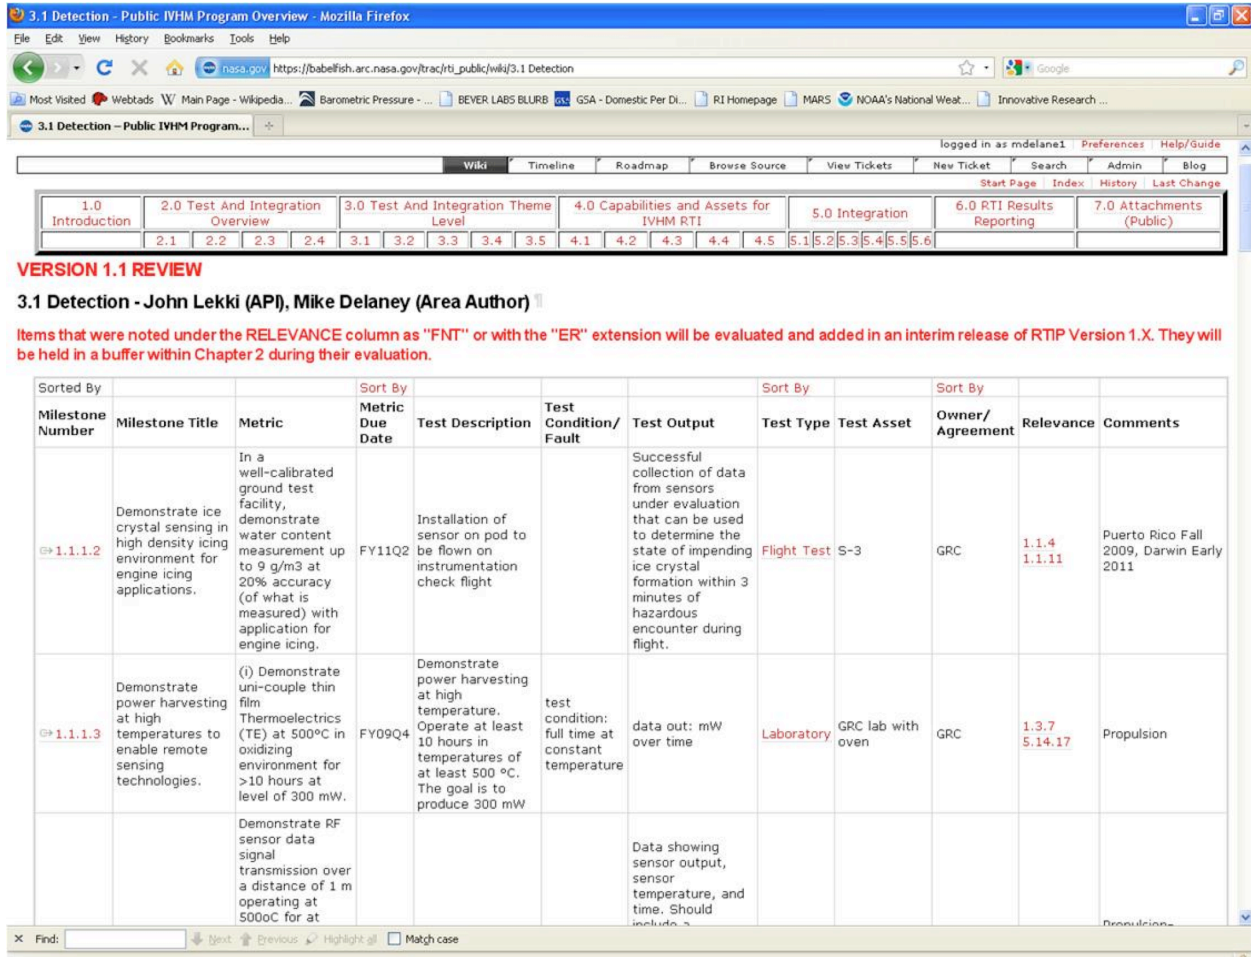 3.1 Detection - Public IVHM Program Overview - Mozilla Firefox
File Edit View History Bookmarks Tools Help
nasa.gov https://babelfish.arc.nasa.gov/trac/rti_public/wiki/3.1 Detection
Google
Most Visited Webtads W Main Page - Wikipedia... Barometric Pressure - ... BEVER LABS BLURB GSA GSA - Domestic Per Di... RI Homepage MARS NOAA's National Weat... Innovative Research ...
3.1 Detection – Public IVHM Program...
logged in as mdelane1 Preferences Help/Guide
Wiki Timeline Roadmap Browse Source View Tickets New Ticket Search Admin Blog
Start Page Index History Last Change
1.0 Introduction 2.0 Test And Integration Overview 3.0 Test And Integration Theme Level 4.0 Capabilities and Assets for IVHM RTI 5.0 Integration 6.0 RTI Results Reporting 7.0 Attachments (Public)
2.1 2.2 2.3 2.4 3.1 3.2 3.3 3.4 3.5 4.1 4.2 4.3 4.4 4.5 5.1 5.2 5.3 5.4 5.5 5.6
VERSION 1.1 REVIEW
3.1 Detection - John Lekki (API), Mike Delaney (Area Author) ¶
Items that were noted under the RELEVANCE column as "FNT" or with the "ER" extension will be evaluated and added in an interim release of RTIP Version 1.X. They will
be held in a buffer within Chapter 2 during their evaluation.
Sorted By Sort By Sort By Sort By
Milestone Number
Milestone Title
Metric
Metric Due Date
Test Description
Test Condition/ Fault
Test Output
Test Type
Test Asset
Owner/ Agreement
Relevance
Comments
1.1.1.2
Demonstrate ice
crystal sensing in
high density icing
environment for
engine icing
applications.
In a
well-calibrated
ground test
facility,
demonstrate
water content
measurement up
to 9 g/m3 at
20% accuracy
(of what is
measured) with
application for
engine icing.
FY11Q2
Installation of
sensor on pod to
be flown on
instrumentation
check flight
Successful
collection of data
from sensors
under evaluation
that can be used
to determine the
state of impending
ice crystal
formation within 3
minutes of
hazardous
encounter during
flight.
Flight Test
S-3
GRC
1.1.4
1.1.11
Puerto Rico Fall
2009, Darwin Early
2011
1.1.1.3
Demonstrate
power harvesting
at high
temperatures to
enable remote
sensing
technologies.
(i) Demonstrate
uni-couple thin
film
Thermoelectrics
(TE) at 500ºC in
oxidizing
environment for
>10 hours at
level of 300 mW.
FY09Q4
Demonstrate
power harvesting
at high
temperature.
Operate at least
10 hours in
temperatures of
at least 500 ºC.
The goal is to
produce 300 mW
test
condition:
full time at
constant
temperature
data out: mW
over time
Laboratory
GRC lab with
oven
GRC
1.3.7
5.14.17
Propulsion
Demonstrate RF
sensor data
signal
transmission over
a distance of 1 m
operating at
500oC for at
Data showing
sensor output,
sensor
temperature, and
time. Should
include a
Propulsion-
× Find: Next Previous Highlight all Match case